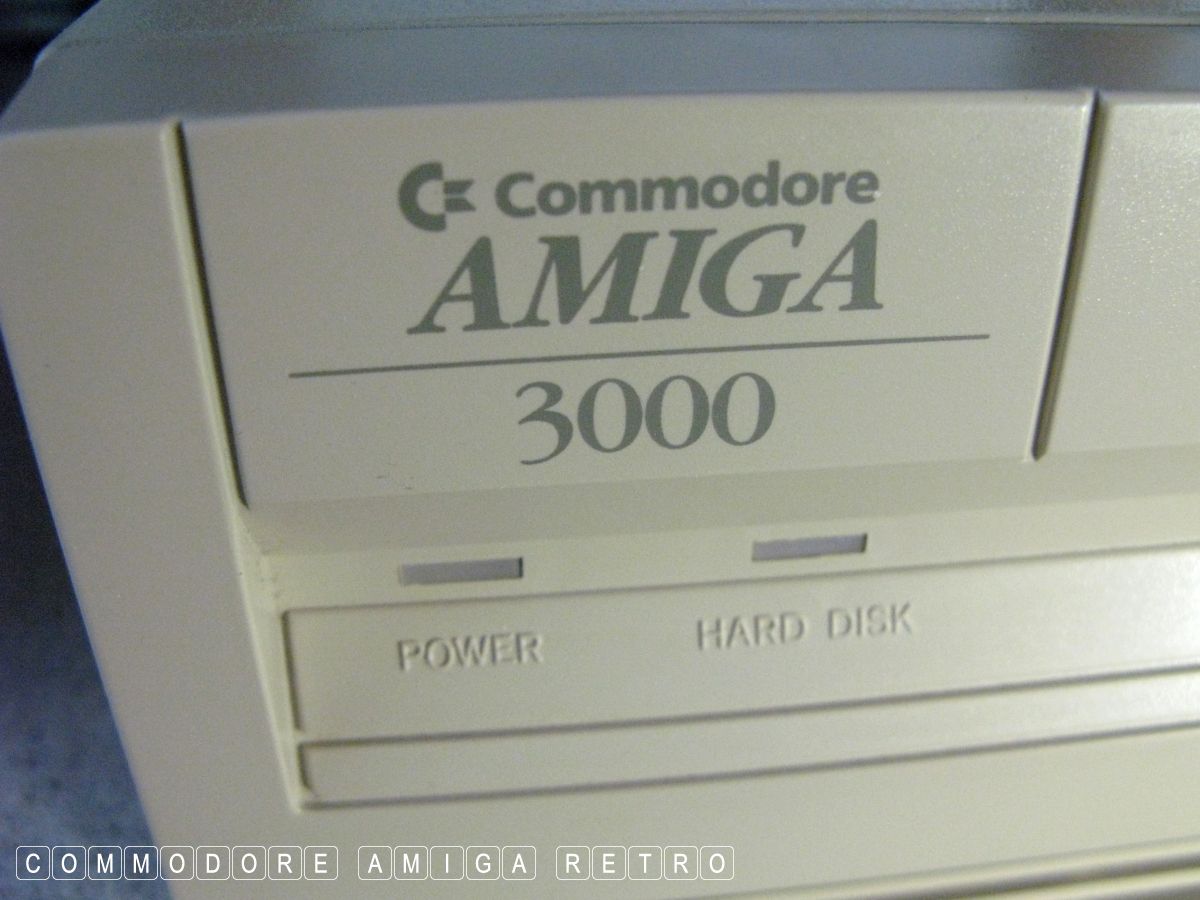 Commodore
AMIGA
3000
POWER HARD DISK
COMMODORE AMIGA RETRO